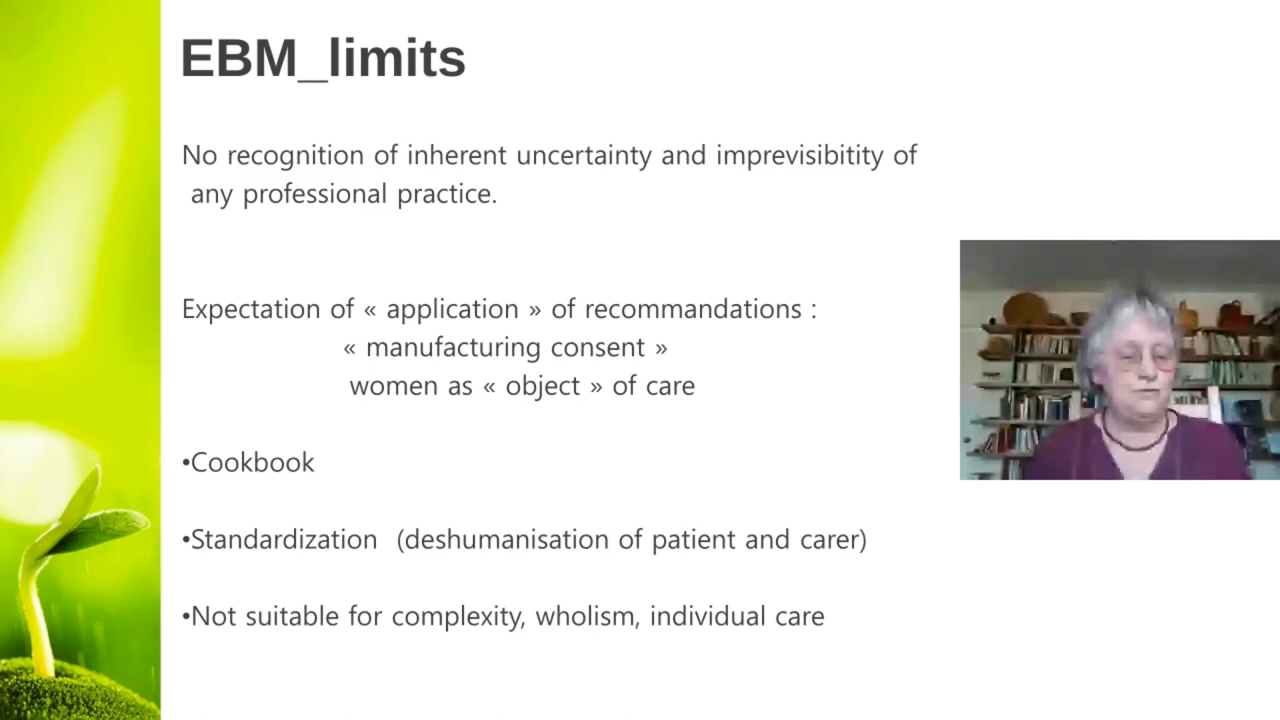 EBM_limits
No recognition of inherent uncertainty and imprevisibitity of
any professional practice.
Expectation of « application » of recommandations :
« manufacturing consent »
women as « object » of care
•Cookbook
•Standardization (deshumanisation of patient and carer)
•Not suitable for complexity, wholism, individual care